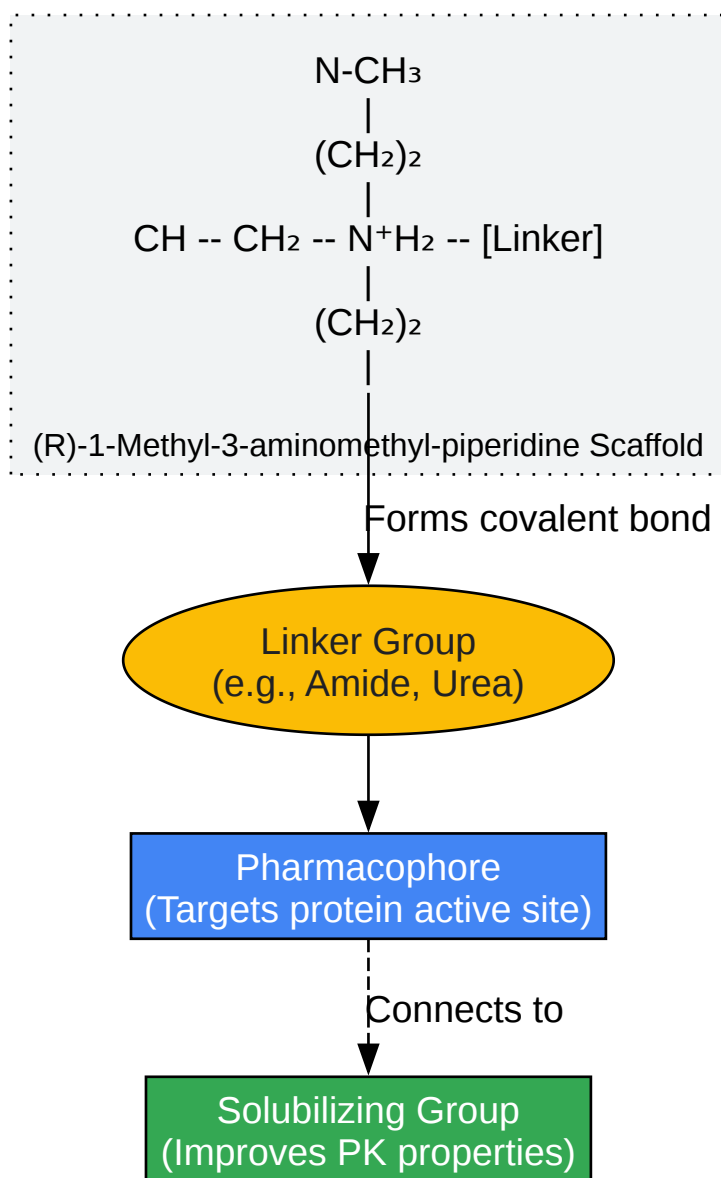 N-CH₃
|
(CH₂)₂
|
CH -- CH₂ -- N⁺H₂ -- [Linker]
|
(CH₂)₂
|
(R)-1-Methyl-3-aminomethyl-piperidine Scaffold
Forms covalent bond
Linker Group
(e.g., Amide, Urea)
Pharmacophore
(Targets protein active site)
Connects to
Solubilizing Group
(Improves PK properties)